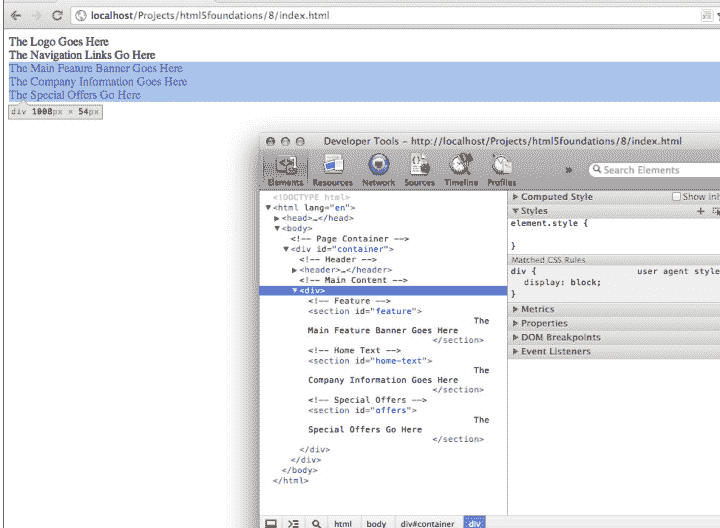 localhost/Projects/html5foundations/8/index.html
The Logo Goes Here
The Navigation Links Go Here
The Main Feature Banner Goes Here
The Company Information Goes Here
The Special Offers Go Here
div 1008px × 54px
Developer Tools - http://localhost/Projects/html5foundations/8/index.html
Elements Resources Network Sources Timeline Profiles » Search Elements
<!DOCTYPE html>
▼<html lang="en">
▶<head>…</head>
▼<body>
<!-- Page Container -->
▼<div id="container">
<!-- Header -->
▶<header>…</header>
<!-- Main Content -->
▼<div>
<!-- Feature -->
<section id="feature">
The
Main Feature Banner Goes Here
</section>
<!-- Home Text -->
<section id="home-text">
The
Company Information Goes Here
</section>
<!-- Special Offers -->
<section id="offers">
The
Special Offers Go Here
</section>
</div>
</div>
</body>
</html>
▶ Computed Style Show inh
▼ Styles
element.style {
}
Matched CSS Rules
div { user agent style
display: block;
}
▶ Metrics
▶ Properties
▶ DOM Breakpoints
▶ Event Listeners
html body div#container div